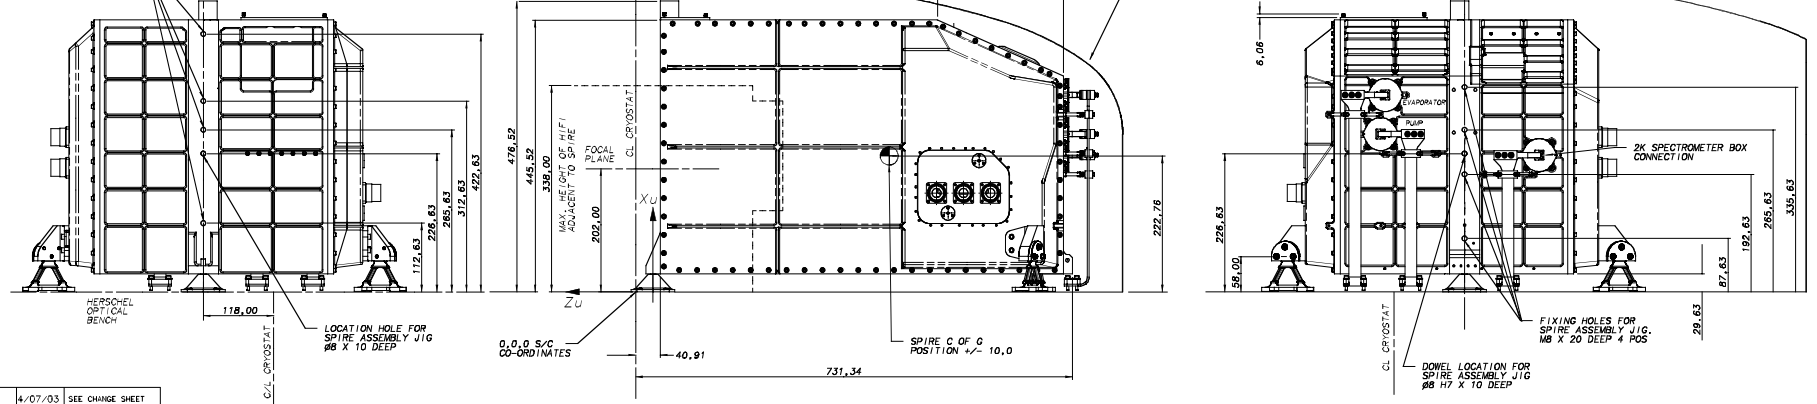 422,63
312,63
265,63
226,63
112,63
HERSCHEL
OPTICAL
BENCH
118,00
LOCATION HOLE FOR
SPIRE ASSEMBLY JIG
Ø8 X 10 DEEP
C/L CRYOSTAT
4/07/03 SEE CHANGE SHEET
476,52
445,52
338,00
MAX. HEIGHT OF HIFI
ADJACENT TO SPIRE
FOCAL
PLANE
202,00
CL CRYOSTAT
Xu
Zu
0,0,0 S/C
CO-ORDINATES
40,91
731,34
SPIRE C OF G
POSITION +/- 10,0
222,76
6,06
EVAPORATOR
PUMP
2K SPECTROMETER BOX
CONNECTION
226,63
58,00
335,63
265,63
192,63
87,63
29,63
CL CRYOSTAT
FIXING HOLES FOR
SPIRE ASSEMBLY JIG.
M8 X 20 DEEP 4 POS
DOWEL LOCATION FOR
SPIRE ASSEMBLY JIG
Ø8 H7 X 10 DEEP